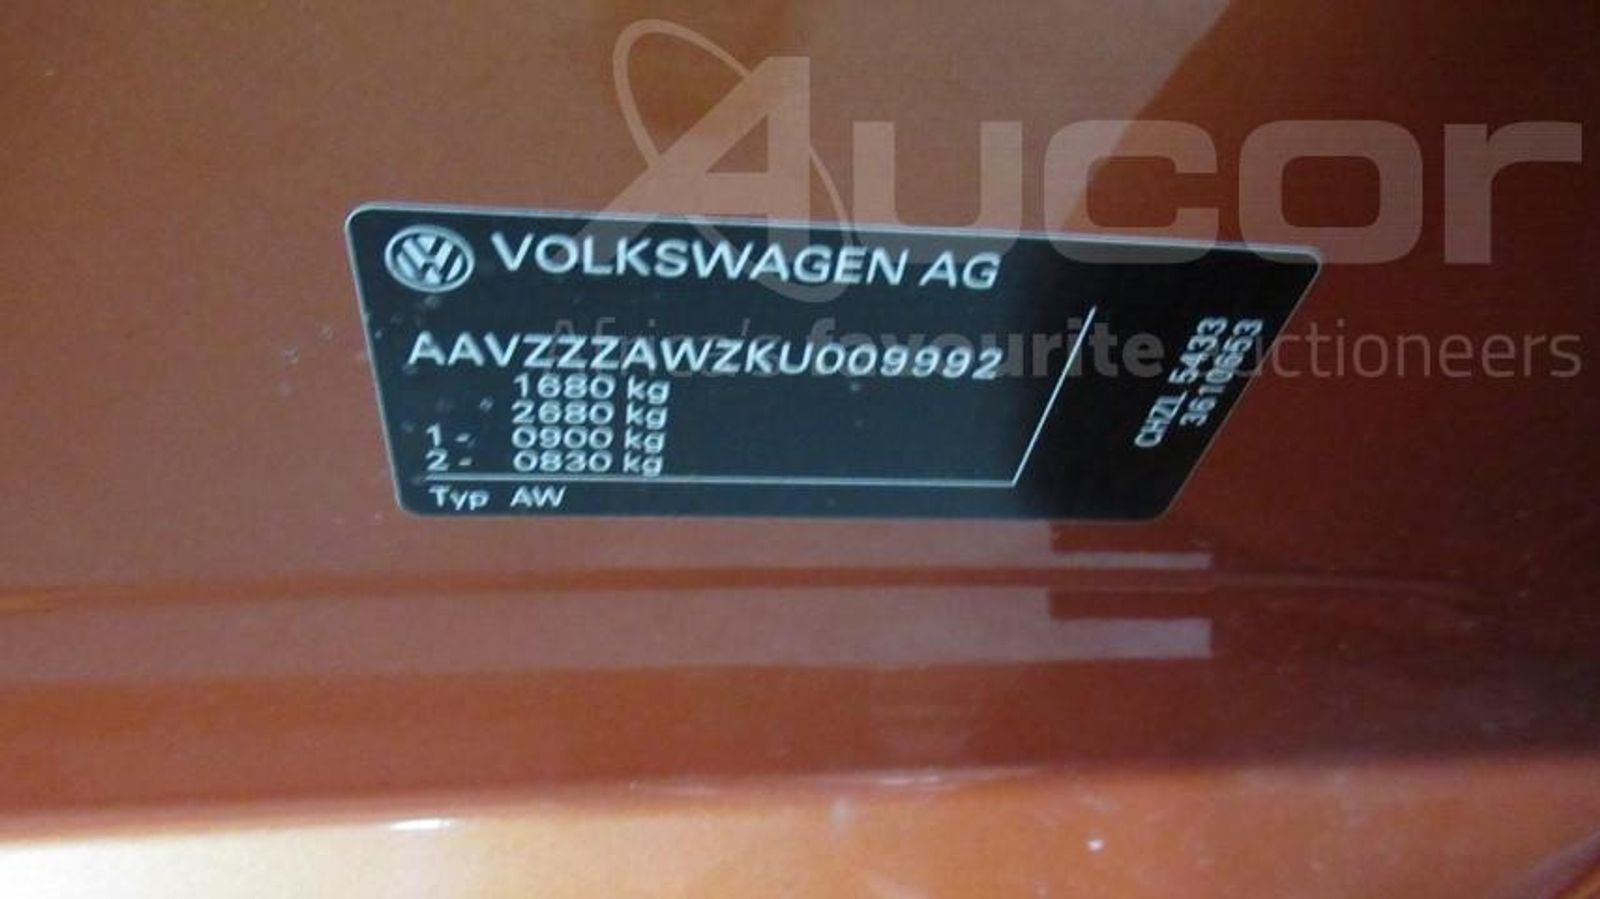 Aucor
Africa's favourite auctioneers
VOLKSWAGEN AG
AAVZZZAWZKU009992
1680 kg
2680 kg
1 - 0900 kg
2 - 0830 kg
Typ AW
CHZL 5433
3610853